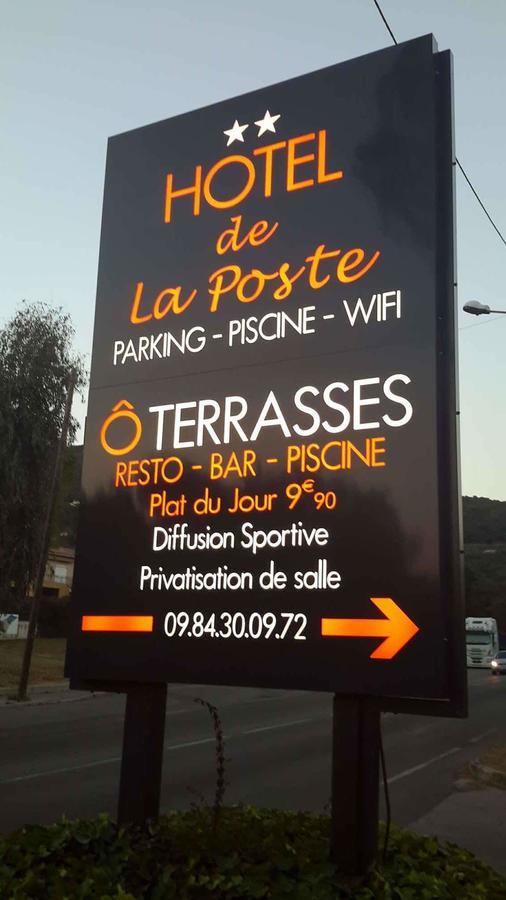 HOTEL
de
La Poste
PARKING - PISCINE - WIFI
Ô TERRASSES
RESTO - BAR - PISCINE
Plat du Jour 9€90
Diffusion Sportive
Privatisation de salle
09.84.30.09.72